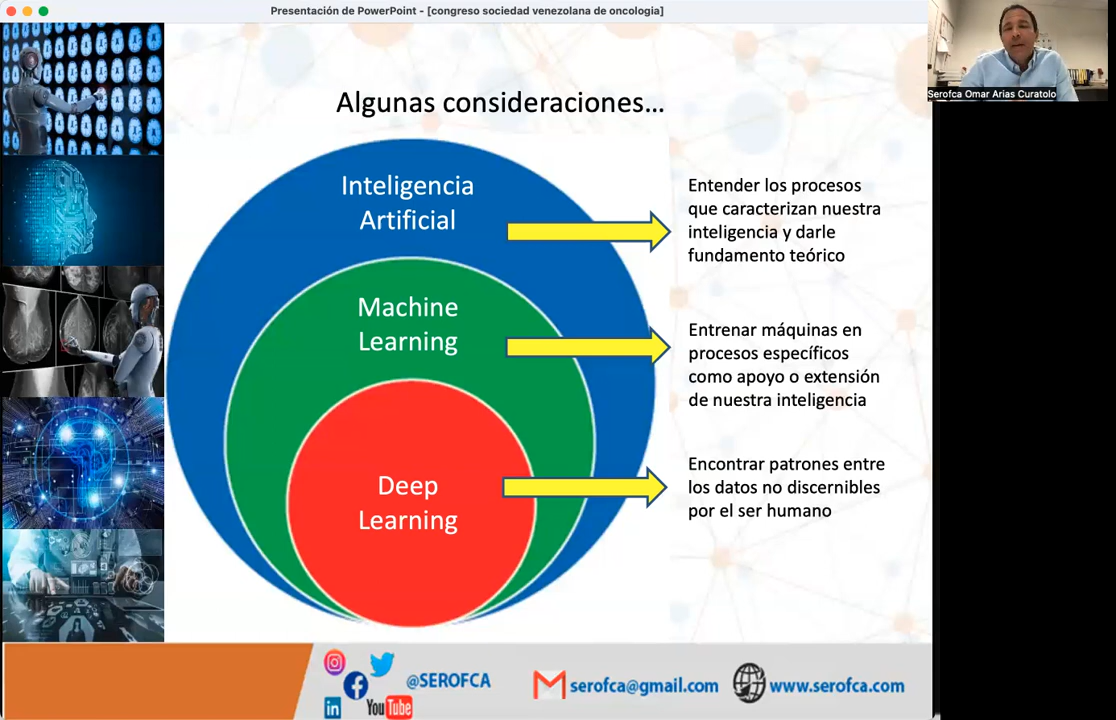 Presentación de PowerPoint - [congreso sociedad venezolana de oncologia]
Serofca Omar Arias Curatolo
Algunas consideraciones…
Inteligencia
Artificial
Entender los procesos
que caracterizan nuestra
inteligencia y darle
fundamento teórico
Machine
Learning
Entrenar máquinas en
procesos específicos
como apoyo o extensión
de nuestra inteligencia
Deep
Learning
Encontrar patrones entre
los datos no discernibles
por el ser humano
@SEROFCA
in
YouTube
serofca@gmail.com
www.serofca.com